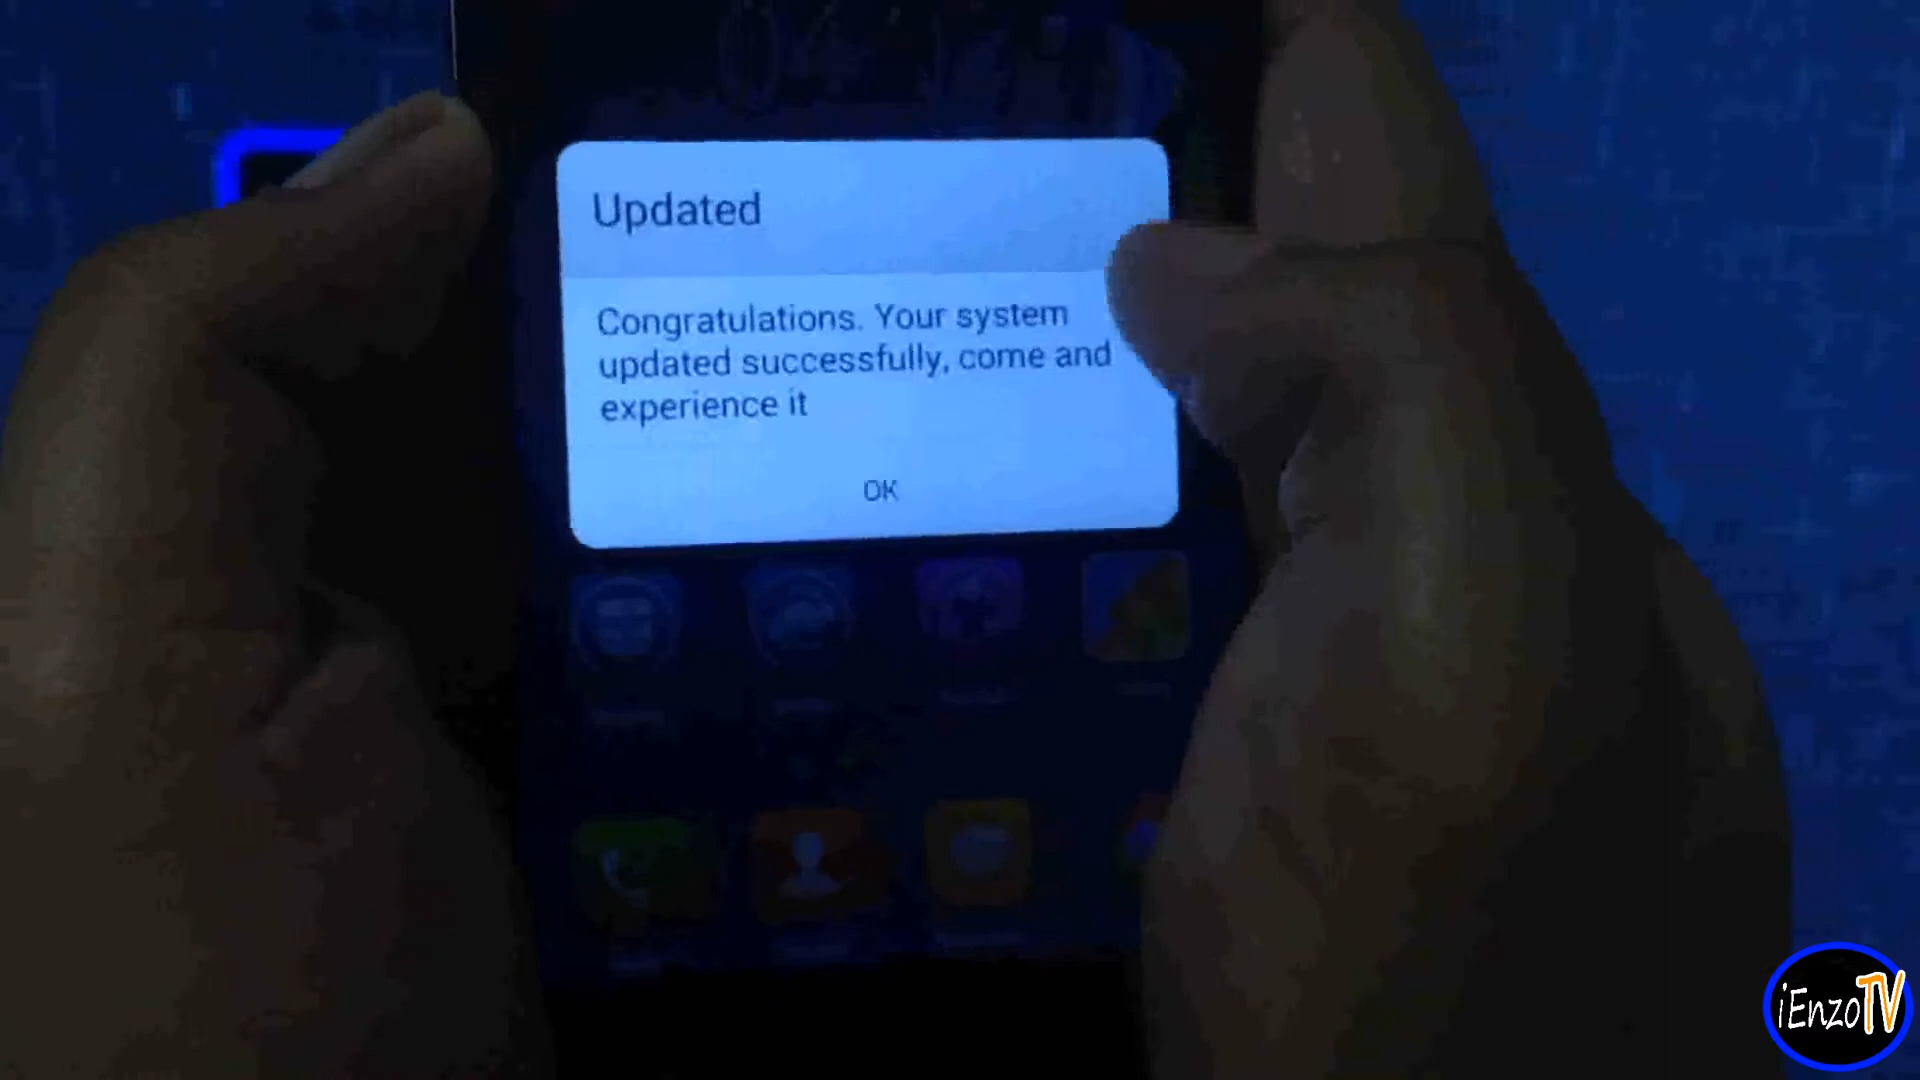 Updated
Congratulations. Your system
updated successfully, come and
experience it
OK
iEnzoTV